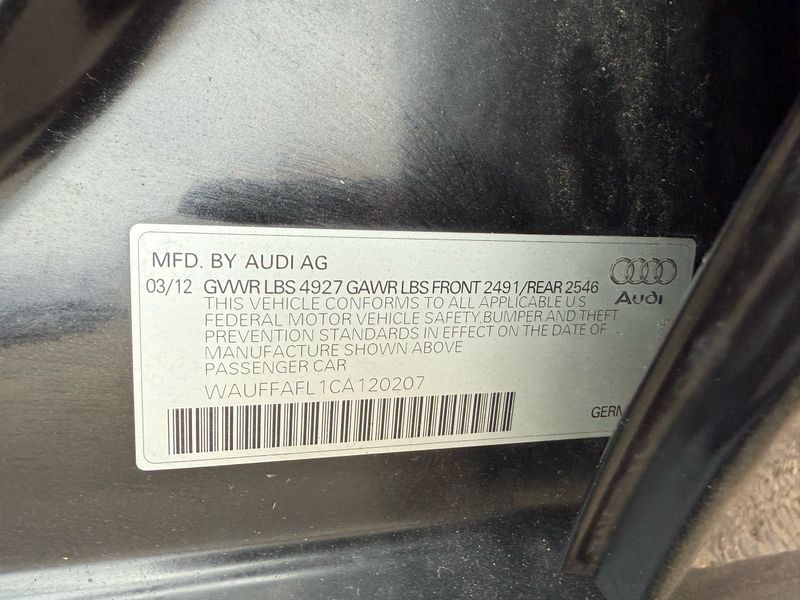 MFD. BY AUDI AG
03/12 GVWR LBS 4927 GAWR LBS FRONT 2491/REAR 2546
THIS VEHICLE CONFORMS TO ALL APPLICABLE U S
FEDERAL MOTOR VEHICLE SAFETY,BUMPER AND THEFT
PREVENTION STANDARDS IN EFFECT ON THE DATE OF
MANUFACTURE SHOWN ABOVE
PASSENGER CAR
WAUFFAFL1CA120207
Audi
GERM